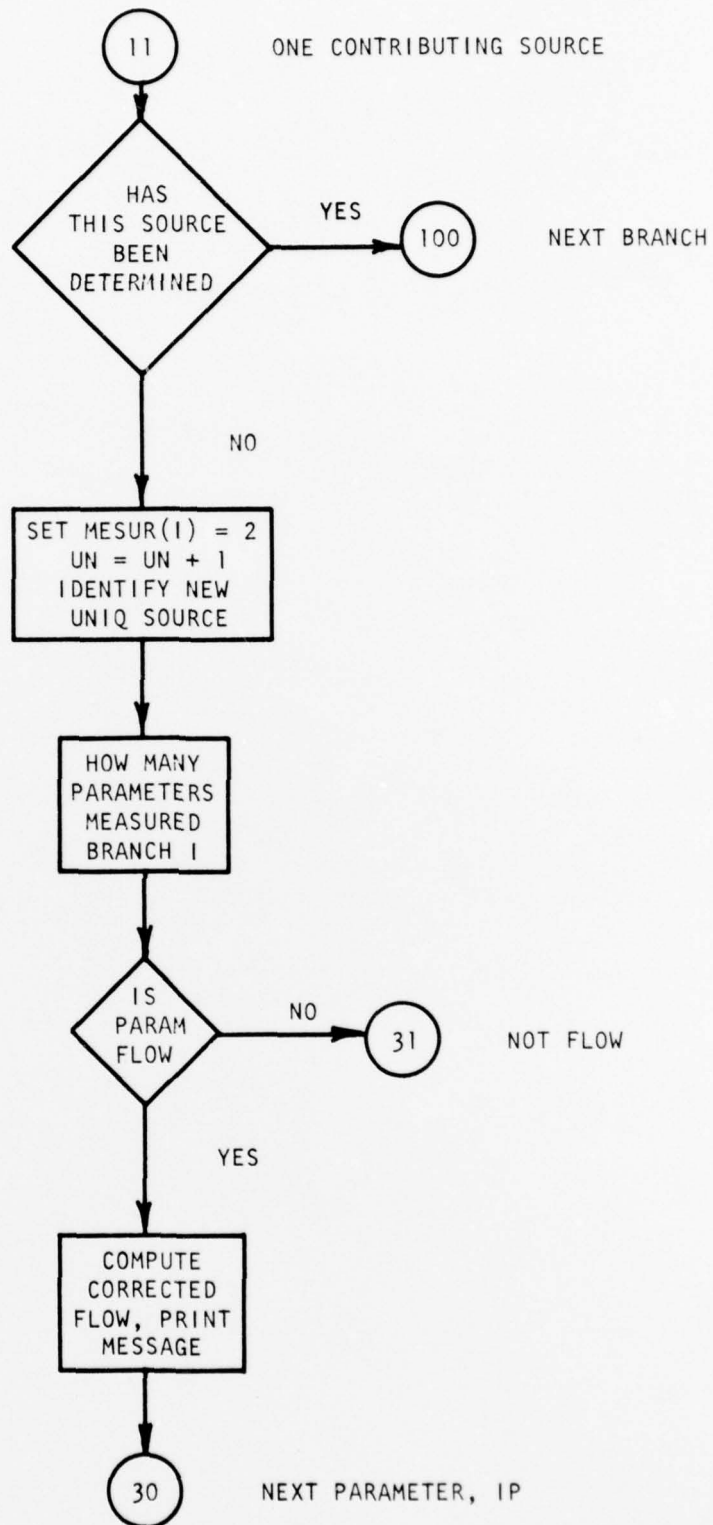 11 ONE CONTRIBUTING SOURCE
HAS
THIS SOURCE
BEEN
DETERMINED
YES
100 NEXT BRANCH
NO
SET MESUR(I) = 2
UN = UN + 1
IDENTIFY NEW
UNIQ SOURCE
HOW MANY
PARAMETERS
MEASURED
BRANCH I
IS
PARAM
FLOW
NO
31 NOT FLOW
YES
COMPUTE
CORRECTED
FLOW, PRINT
MESSAGE
30 NEXT PARAMETER, IP